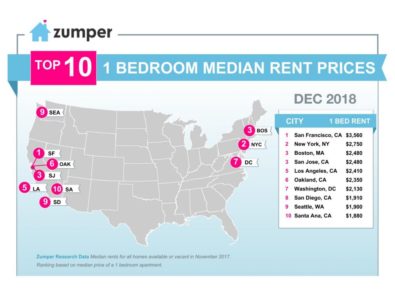 zumper
TOP 10 1 BEDROOM MEDIAN RENT PRICES
DEC 2018
CITY 1 BED RENT
1 San Francisco, CA $3,560
2 New York, NY $2,750
3 Boston, MA $2,480
3 San Jose, CA $2,480
5 Los Angeles, CA $2,410
6 Oakland, CA $2,350
7 Washington, DC $2,130
8 San Diego, CA $1,910
9 Seattle, WA $1,900
10 Santa Ana, CA $1,880
9 SEA
3 BOS
2 NYC
7 DC
1 SF
6 OAK
3 SJ
5 LA
10 SA
9 SD
Zumper Research Data Median rents for all homes available or vacant in November 2017.
Ranking based on median price of a 1 bedroom apartment.